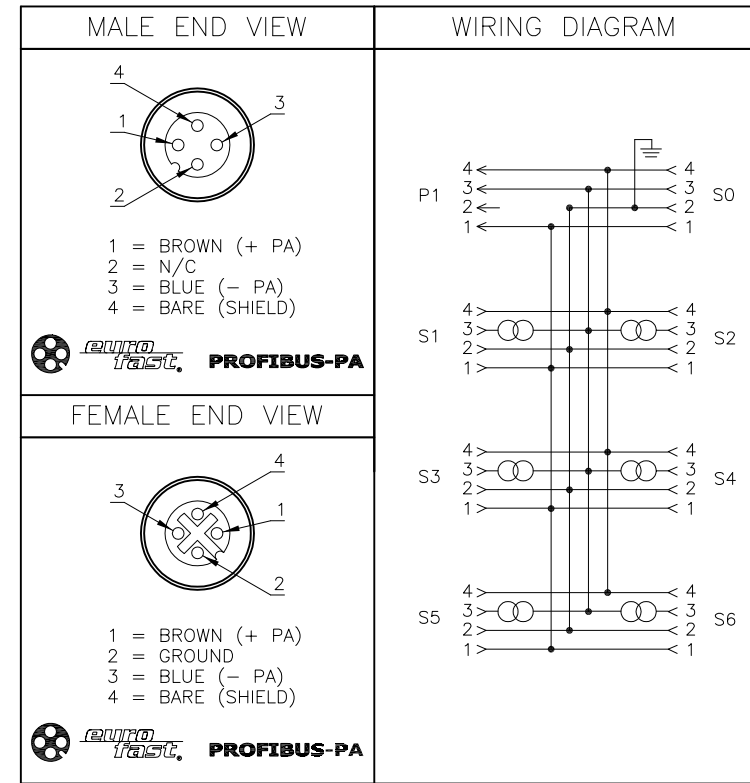 MALE END VIEW
4
3
1
2
1 = BROWN (+ PA)
2 = N/C
3 = BLUE (− PA)
4 = BARE (SHIELD)
euro fast. PROFIBUS-PA
FEMALE END VIEW
4
3
1
2
1 = BROWN (+ PA)
2 = GROUND
3 = BLUE (− PA)
4 = BARE (SHIELD)
euro fast. PROFIBUS-PA
WIRING DIAGRAM
4 4
P1 3 3 S0
2 2
1 1
4 4
S1 3 3 S2
2 2
1 1
4 4
S3 3 3 S4
2 2
1 1
4 4
S5 3 3 S6
2 2
1 1